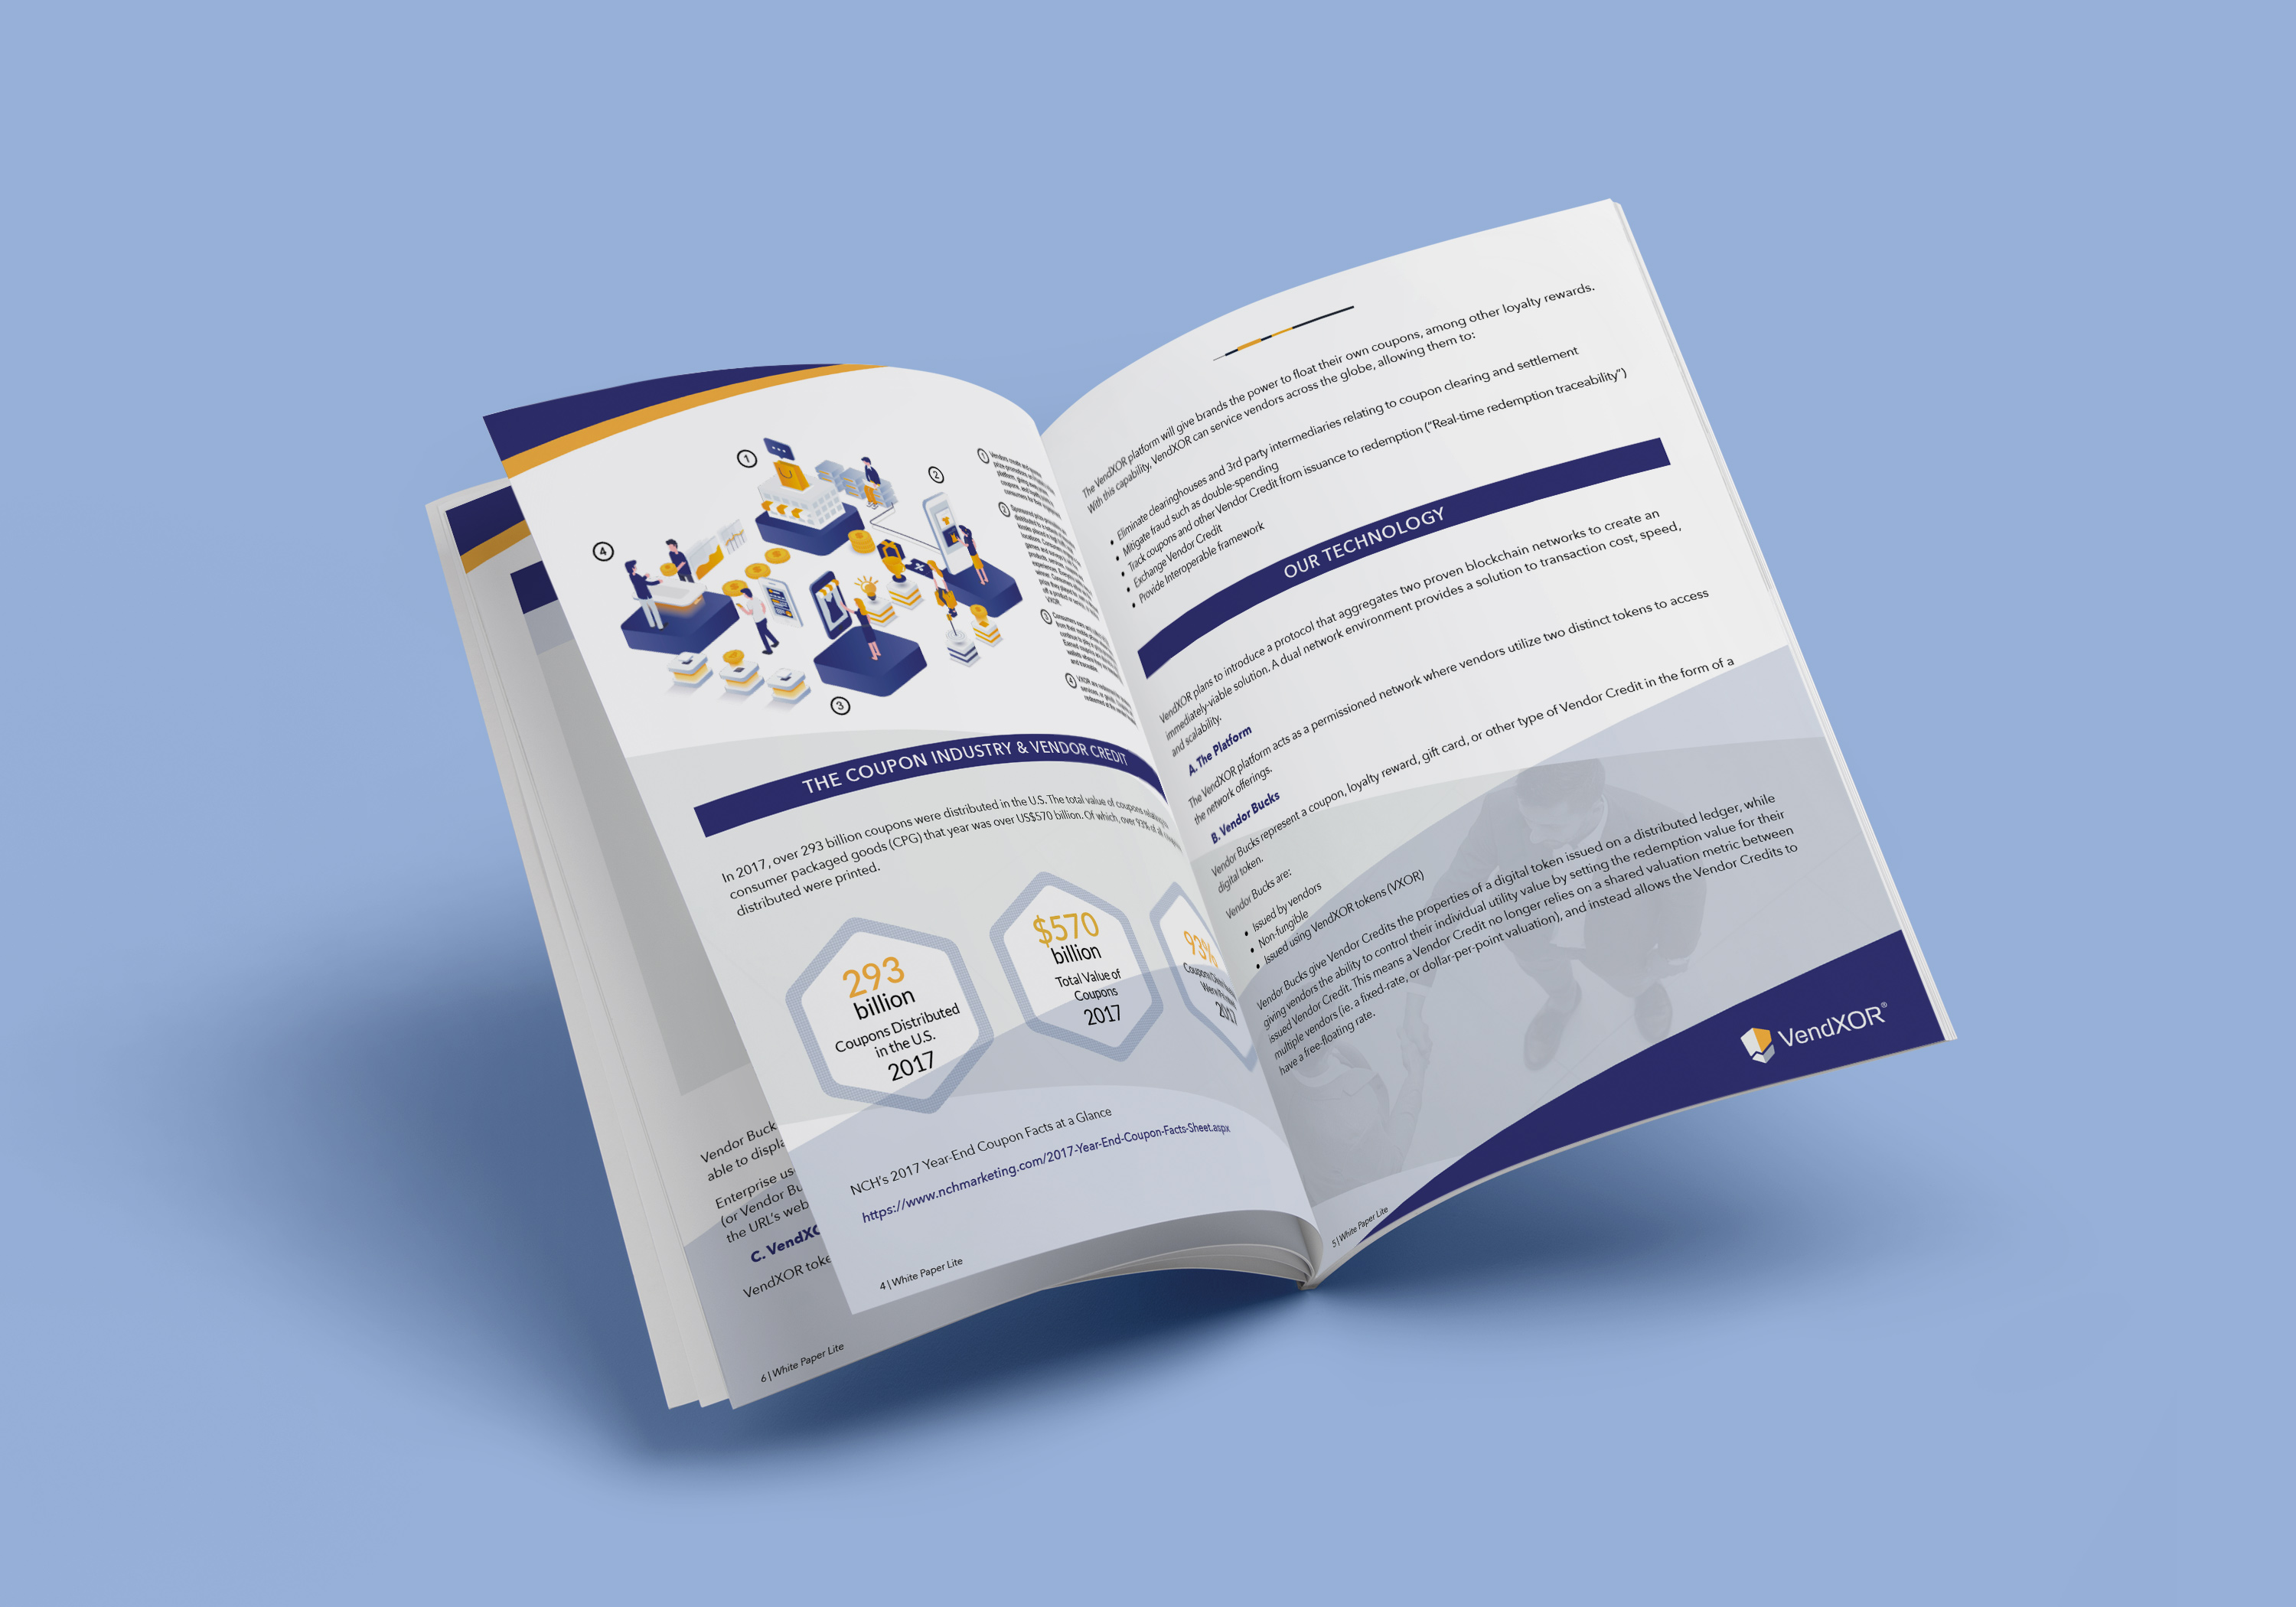 1
2
3
4
1 Vendors create and
2 Sponsored
3 Consumers
4 VXOR are
THE COUPON INDUSTRY & VENDOR CREDIT
In 2017, over 293 billion coupons were distributed in the U.S. The total value of coupons relating
consumer packaged goods (CPG) that year was over US$570 billion. Of which, over 93% of all
distributed were printed.
293
billion
Coupons Distributed
in the U.S.
2017
$570
billion
Total Value of
Coupons
2017
93%
Coupons
Were
2017
NCH's 2017 Year-End Coupon Facts at a Glance
https://www.nchmarketing.com/2017-Year-End-Coupon-Facts-Sheet.aspx
4 | White Paper Lite
The VendXOR platform will give brands the power to float their own coupons, among other loyalty rewards.
With this capability, VendXOR can service vendors across the globe, allowing them to:
• Eliminate clearinghouses and 3rd party intermediaries relating to coupon clearing and settlement
• Mitigate fraud such as double-spending
• Track coupons and other Vendor Credit from issuance to redemption ("Real-time redemption traceability")
• Exchange Vendor Credit
• Provide Interoperable framework
OUR TECHNOLOGY
VendXOR plans to introduce a protocol that aggregates two proven blockchain networks to create an
immediately-viable solution. A dual network environment provides a solution to transaction cost, speed,
and scalability.
A. The Platform
The VendXOR platform acts as a permissioned network where vendors utilize two distinct tokens to access
the network offerings.
B. Vendor Bucks
Vendor Bucks represent a coupon, loyalty reward, gift card, or other type of Vendor Credit in the form of a
digital token.
Vendor Bucks are:
• Issued by vendors
• Non-fungible
• Issued using VendXOR tokens (VXOR)
Vendor Bucks give Vendor Credits the properties of a digital token issued on a distributed ledger, while
giving vendors the ability to control their individual utility value by setting the redemption value for their
issued Vendor Credit. This means a Vendor Credit no longer relies on a shared valuation metric between
multiple vendors (ie. a fixed-rate, or dollar-per-point valuation), and instead allows the Vendor Credits to
have a free-floating rate.
VendXOR®
5 | White Paper Lite
Vendor Buck
able to displa
Enterprise us
(or Vendor Bu
the URL's web
C. VendXO
VendXOR toke
6 | White Paper Lite